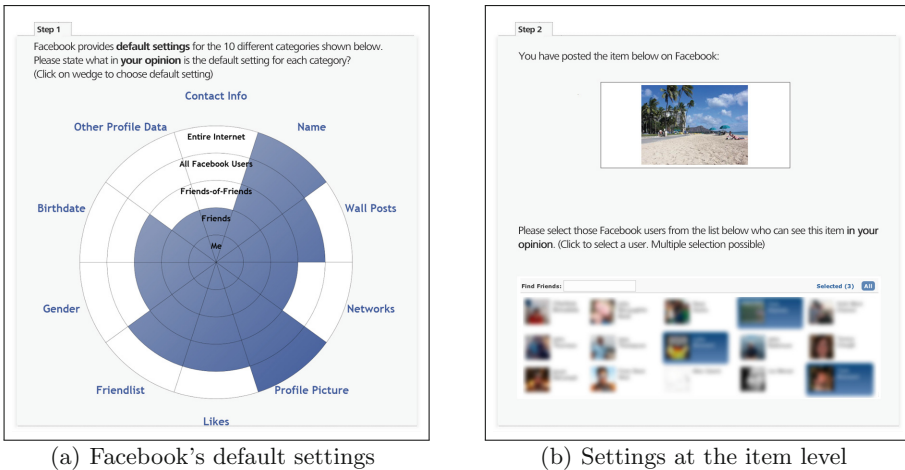 Step 1
Facebook provides default settings for the 10 different categories shown below.
Please state what in your opinion is the default setting for each category?
(Click on wedge to choose default setting)
Contact Info
Other Profile Data
Name
Entire Internet
All Facebook Users
Friends-of-Friends
Birthdate
Wall Posts
Friends
Me
Gender
Networks
Friendlist
Profile Picture
Likes
(a) Facebook's default settings
Step 2
You have posted the item below on Facebook:
Please select those Facebook users from the list below who can see this item in your
opinion. (Click to select a user. Multiple selection possible)
Find Friends:
Selected (3) All
(b) Settings at the item level